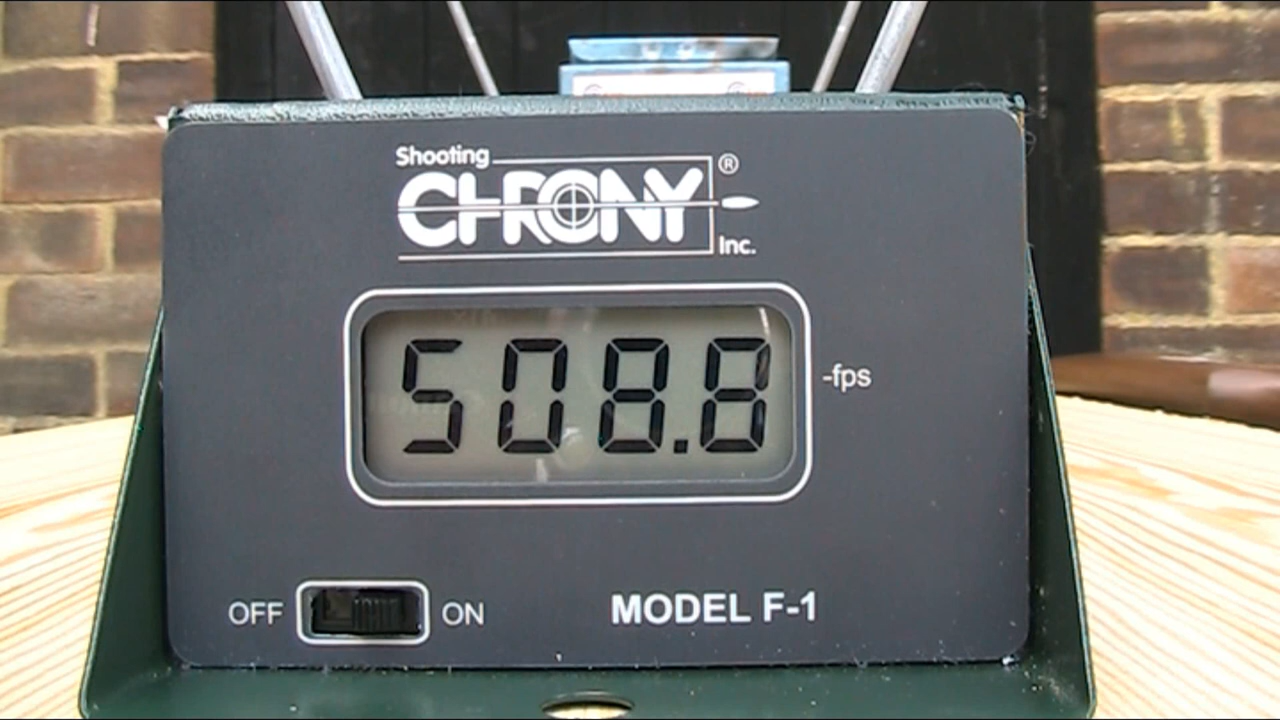 Shooting
CHRONY ®
Inc.
508.8
-fps
OFF ON
MODEL F-1